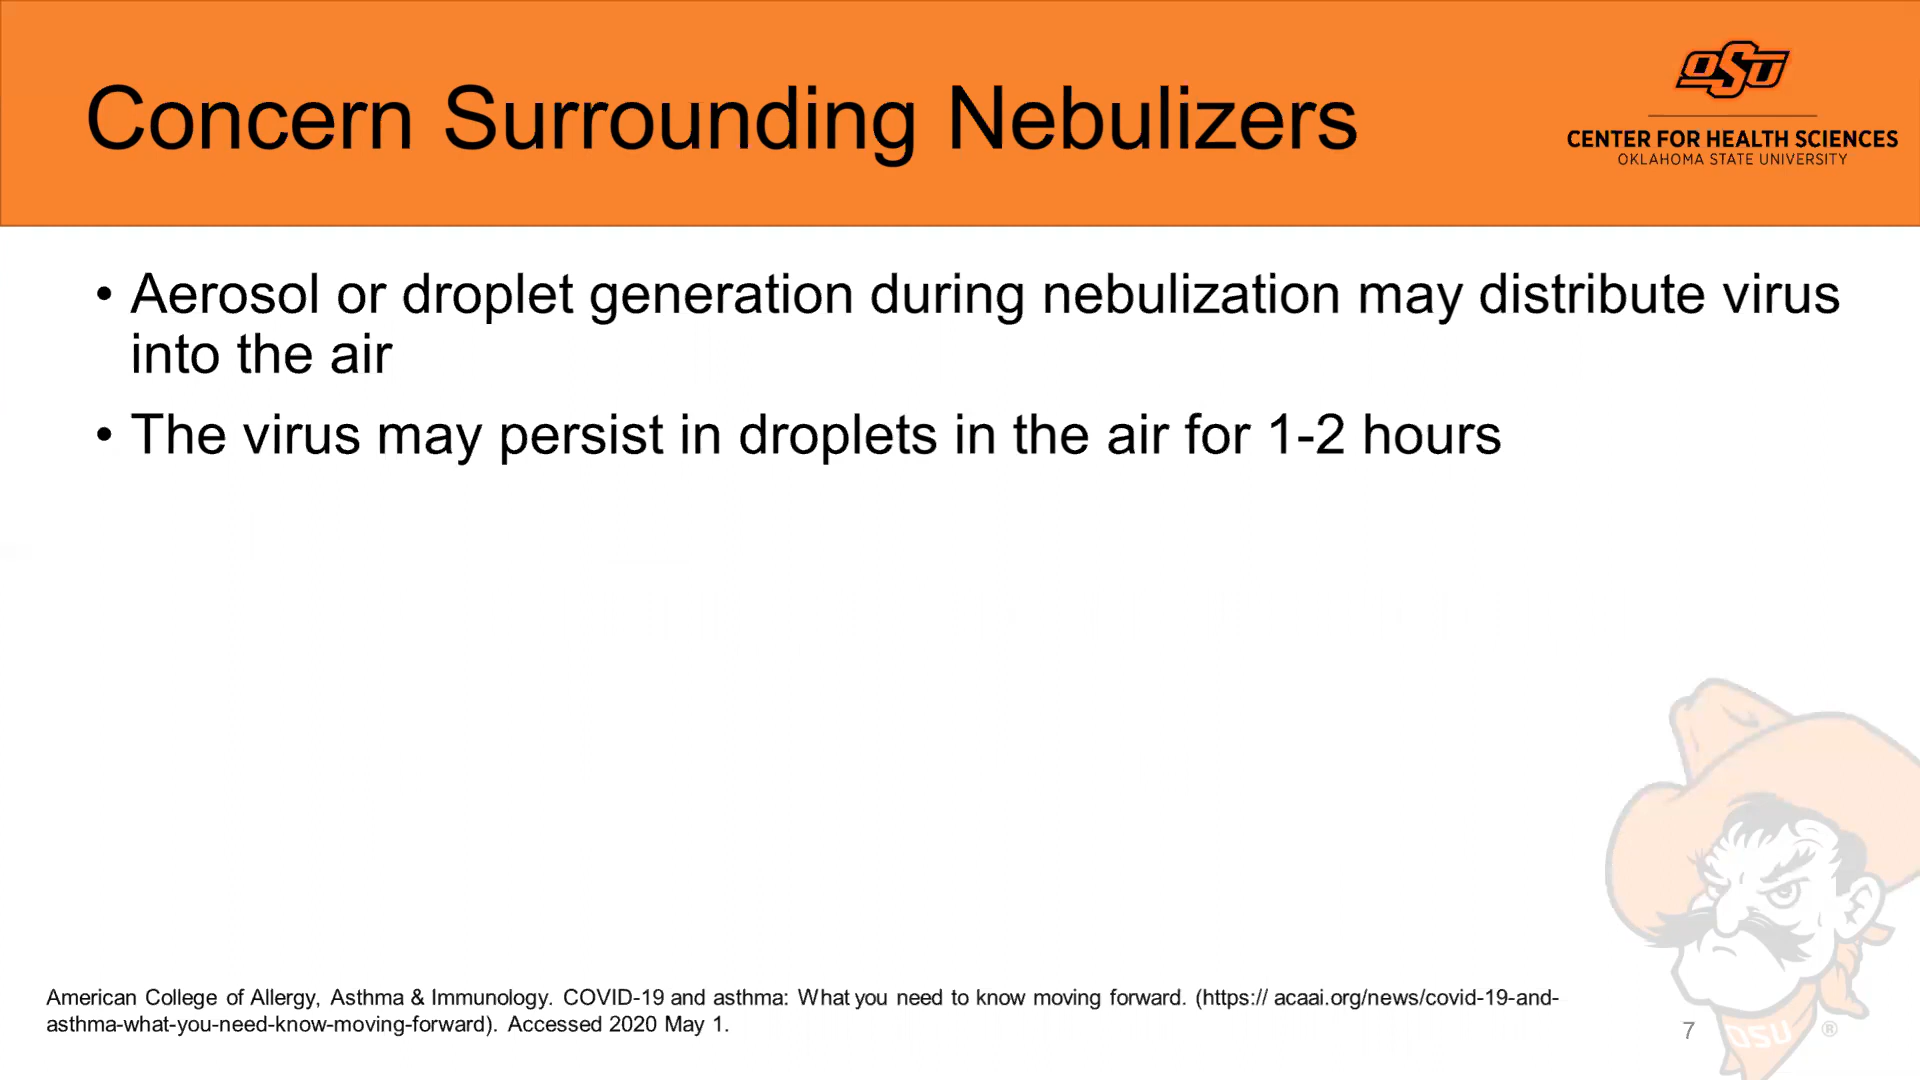 Concern Surrounding Nebulizers
OSU
CENTER FOR HEALTH SCIENCES
OKLAHOMA STATE UNIVERSITY
• Aerosol or droplet generation during nebulization may distribute virus
into the air
• The virus may persist in droplets in the air for 1-2 hours
American College of Allergy, Asthma & Immunology. COVID-19 and asthma: What you need to know moving forward. (https:// acaai.org/news/covid-19-and-
asthma-what-you-need-know-moving-forward). Accessed 2020 May 1.
7
OSU
®